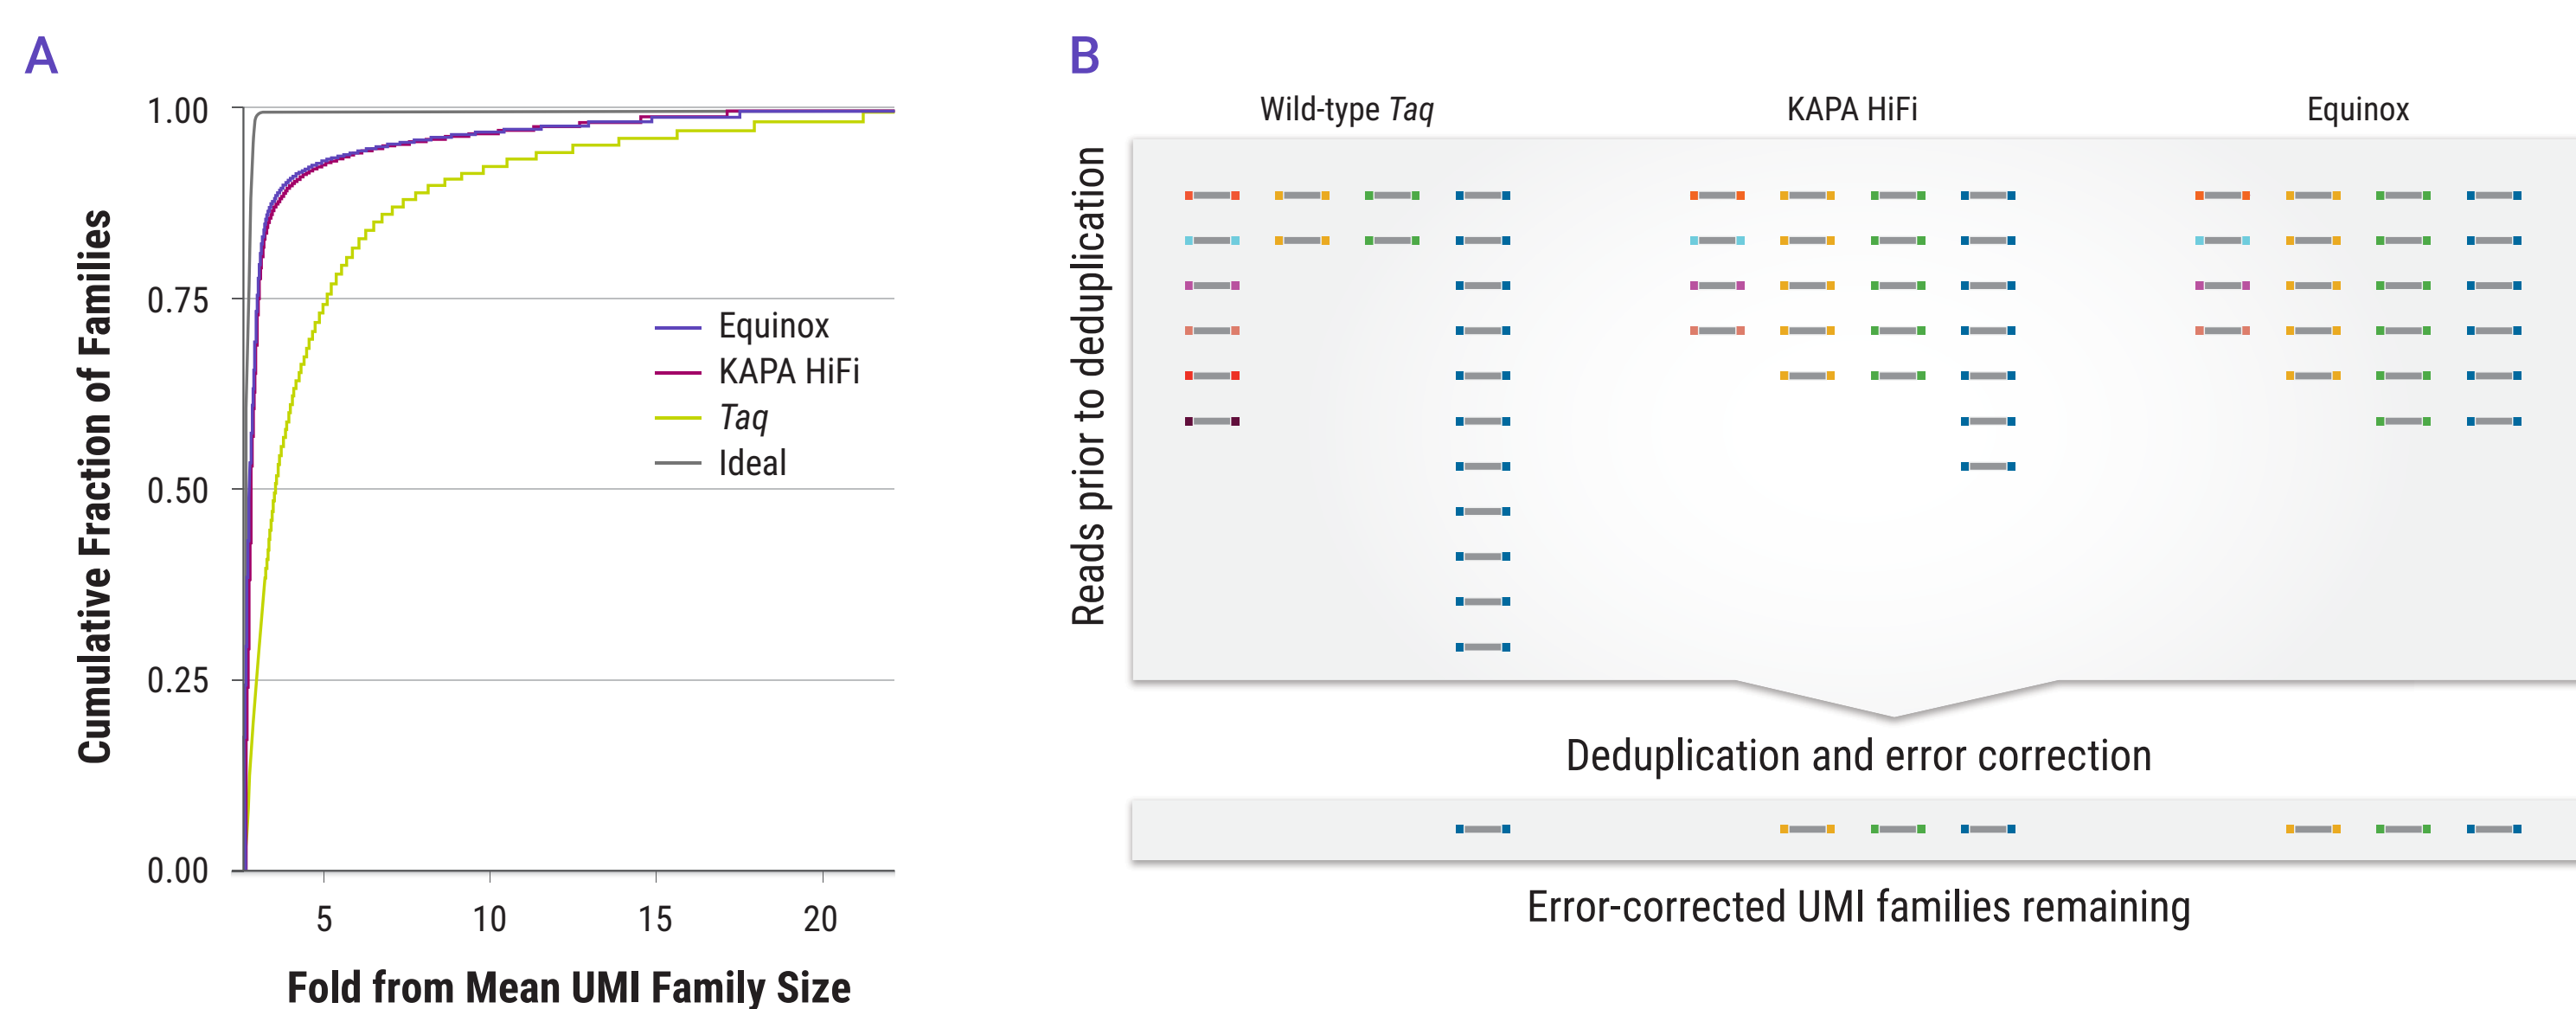 A
1.00
0.75
0.50
0.25
0.00
Cumulative Fraction of Families
Equinox
KAPA HiFi
Taq
Ideal
5 10 15 20
Fold from Mean UMI Family Size
B
Wild-type Taq KAPA HiFi Equinox
Reads prior to deduplication
Deduplication and error correction
Error-corrected UMI families remaining